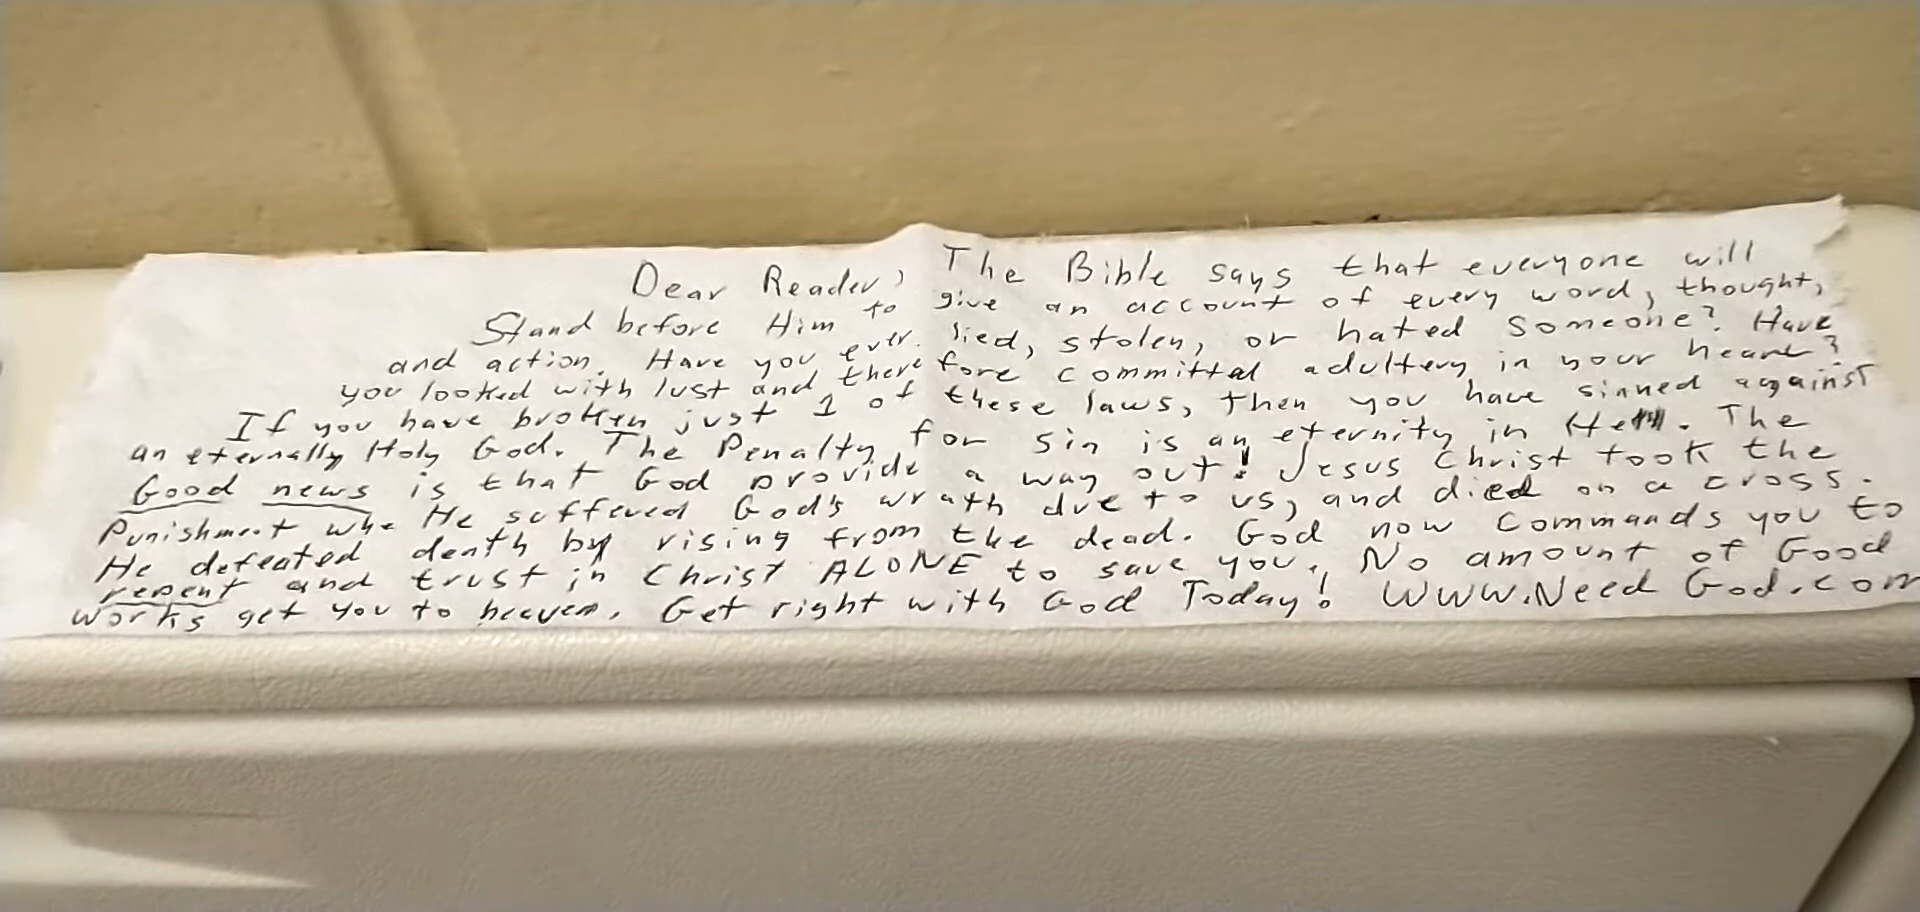 Dear Reader, The Bible says that everyone will
Stand before Him to give an account of every word, thought,
and action. Have you ever lied, stolen, or hated someone? Have
you looked with lust and therefore committed adultery in your heart?
If you have broken just 1 of these laws, then you have sinned against
an eternally Holy God. The Penalty for sin is an eternity in Hell. The
Good news is that God provide a way out! Jesus Christ took the
Punishment whe He suffered God's wrath due to us, and died on a cross.
He defeated death by rising from the dead. God now commands you to
repent and trust in Christ ALONE to save you. No amount of Good
works get you to heaven. Get right with God Today! WWW.Need God.com